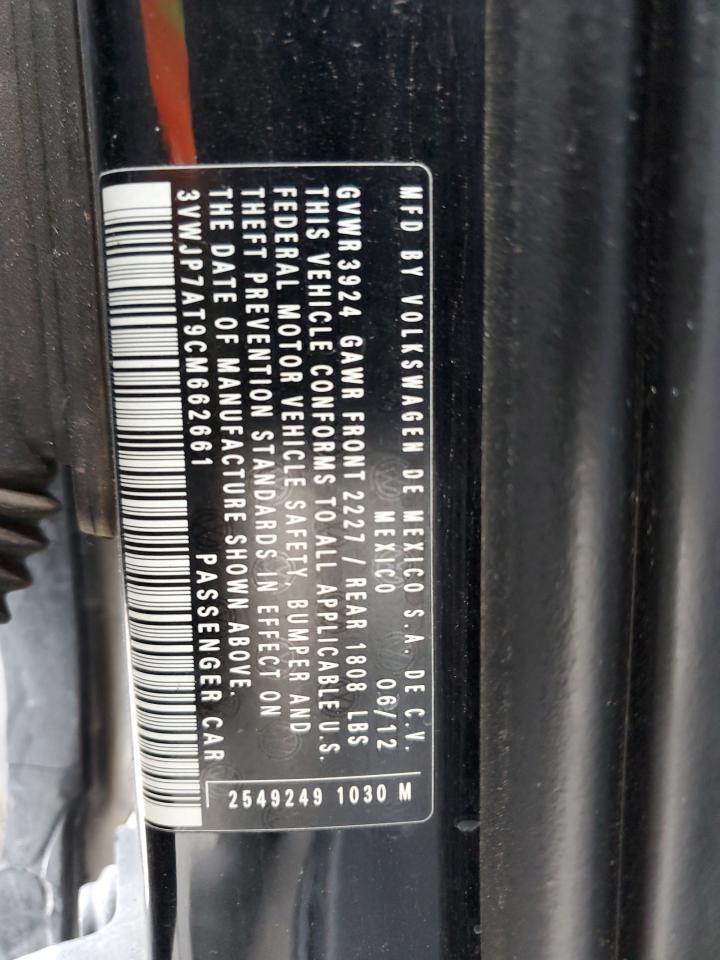 MFD BY VOLKSWAGEN DE MEXICO S.A. DE C.V.
MEXICO 06/12
GVWR 3924 GAWR FRONT 2227 / REAR 1808 LBS
THIS VEHICLE CONFORMS TO ALL APPLICABLE U.S.
FEDERAL MOTOR VEHICLE SAFETY, BUMPER AND
THEFT PREVENTION STANDARDS IN EFFECT ON
THE DATE OF MANUFACTURE SHOWN ABOVE.
3VWJP7AT9CM662661 PASSENGER CAR
2549249 1030 M